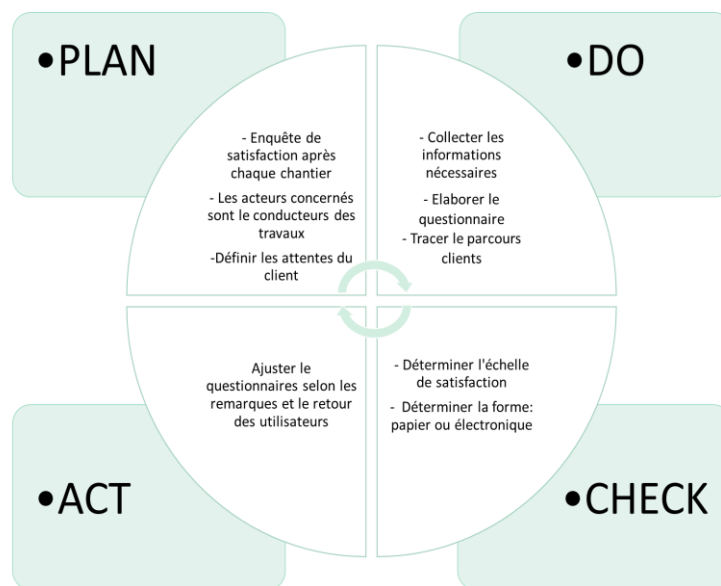 •PLAN
- Enquête de
satisfaction après
chaque chantier
- Les acteurs concernés
sont le conducteurs des
travaux
-Définir les attentes du
client
•DO
- Collecter les
informations
nécessaires
- Elaborer le
questionnaire
- Tracer le parcours
clients
•ACT
Ajuster le
questionnaires selon les
remarques et le retour
des utilisateurs
•CHECK
- Déterminer l'échelle
de satisfaction
- Déterminer la forme:
papier ou électronique